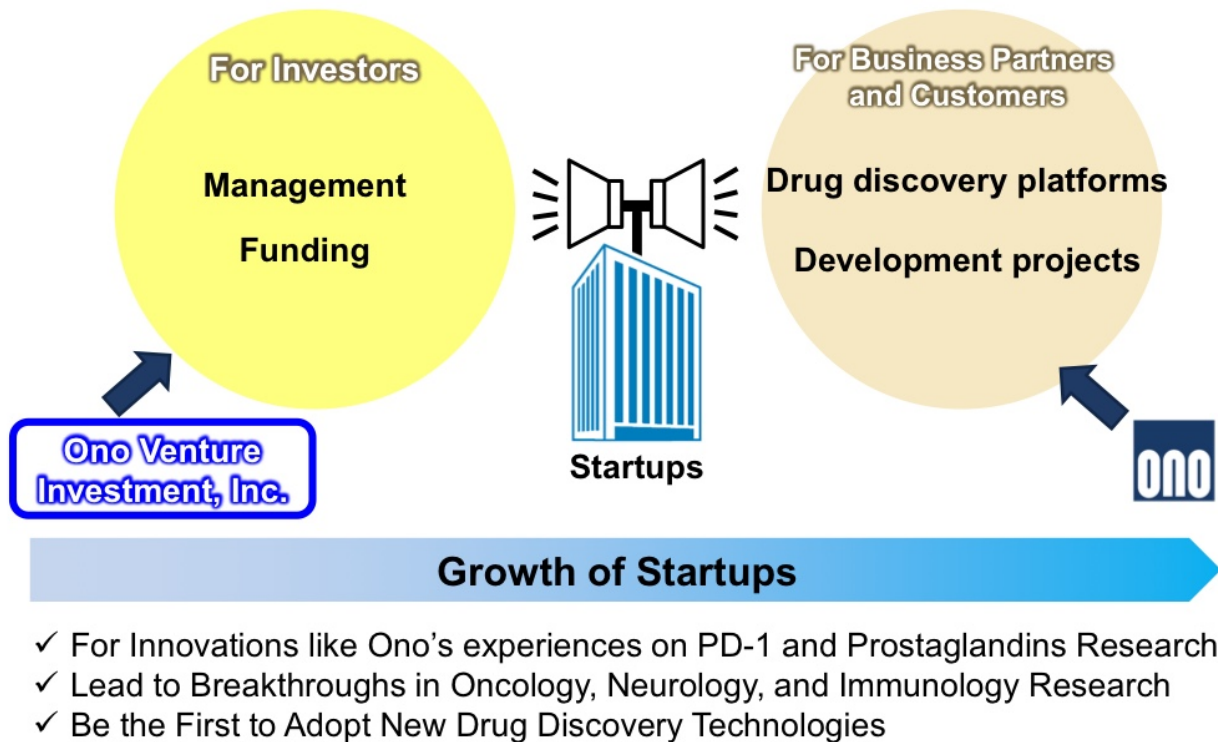 For Investors
Management
Funding
For Business Partners
and Customers
Drug discovery platforms
Development projects
Startups
Ono Venture
Investment, Inc.
ono
Growth of Startups
✓ For Innovations like Ono's experiences on PD-1 and Prostaglandins Research
✓ Lead to Breakthroughs in Oncology, Neurology, and Immunology Research
✓ Be the First to Adopt New Drug Discovery Technologies